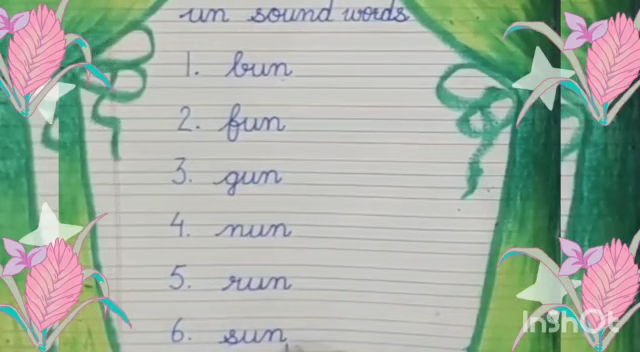 un sound words
1. bun
2. fun
3. gun
4. nun
5. run
6. sun
InShOt